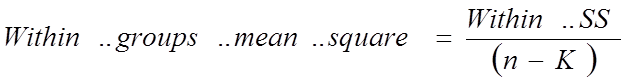 Within ..groups ..mean ..square = Within ..SS / (n − K )